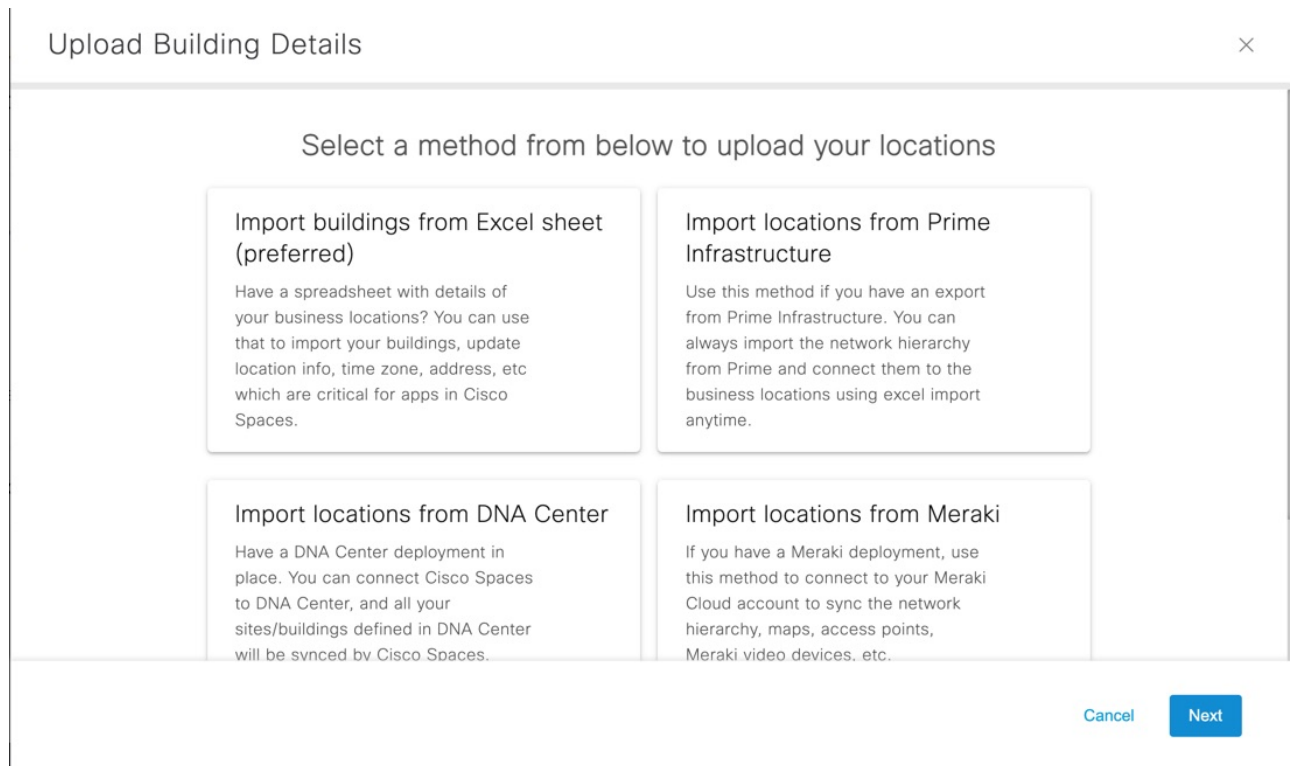 Upload Building Details
Select a method from below to upload your locations
Import buildings from Excel sheet
(preferred)
Have a spreadsheet with details of
your business locations? You can use
that to import your buildings, update
location info, time zone, address, etc
which are critical for apps in Cisco
Spaces.
Import locations from Prime
Infrastructure
Use this method if you have an export
from Prime Infrastructure. You can
always import the network hierarchy
from Prime and connect them to the
business locations using excel import
anytime.
Import locations from DNA Center
Have a DNA Center deployment in
place. You can connect Cisco Spaces
to DNA Center, and all your
sites/buildings defined in DNA Center
will be synced by Cisco Spaces.
Import locations from Meraki
If you have a Meraki deployment, use
this method to connect to your Meraki
Cloud account to sync the network
hierarchy, maps, access points,
Meraki video devices, etc.
Cancel
Next